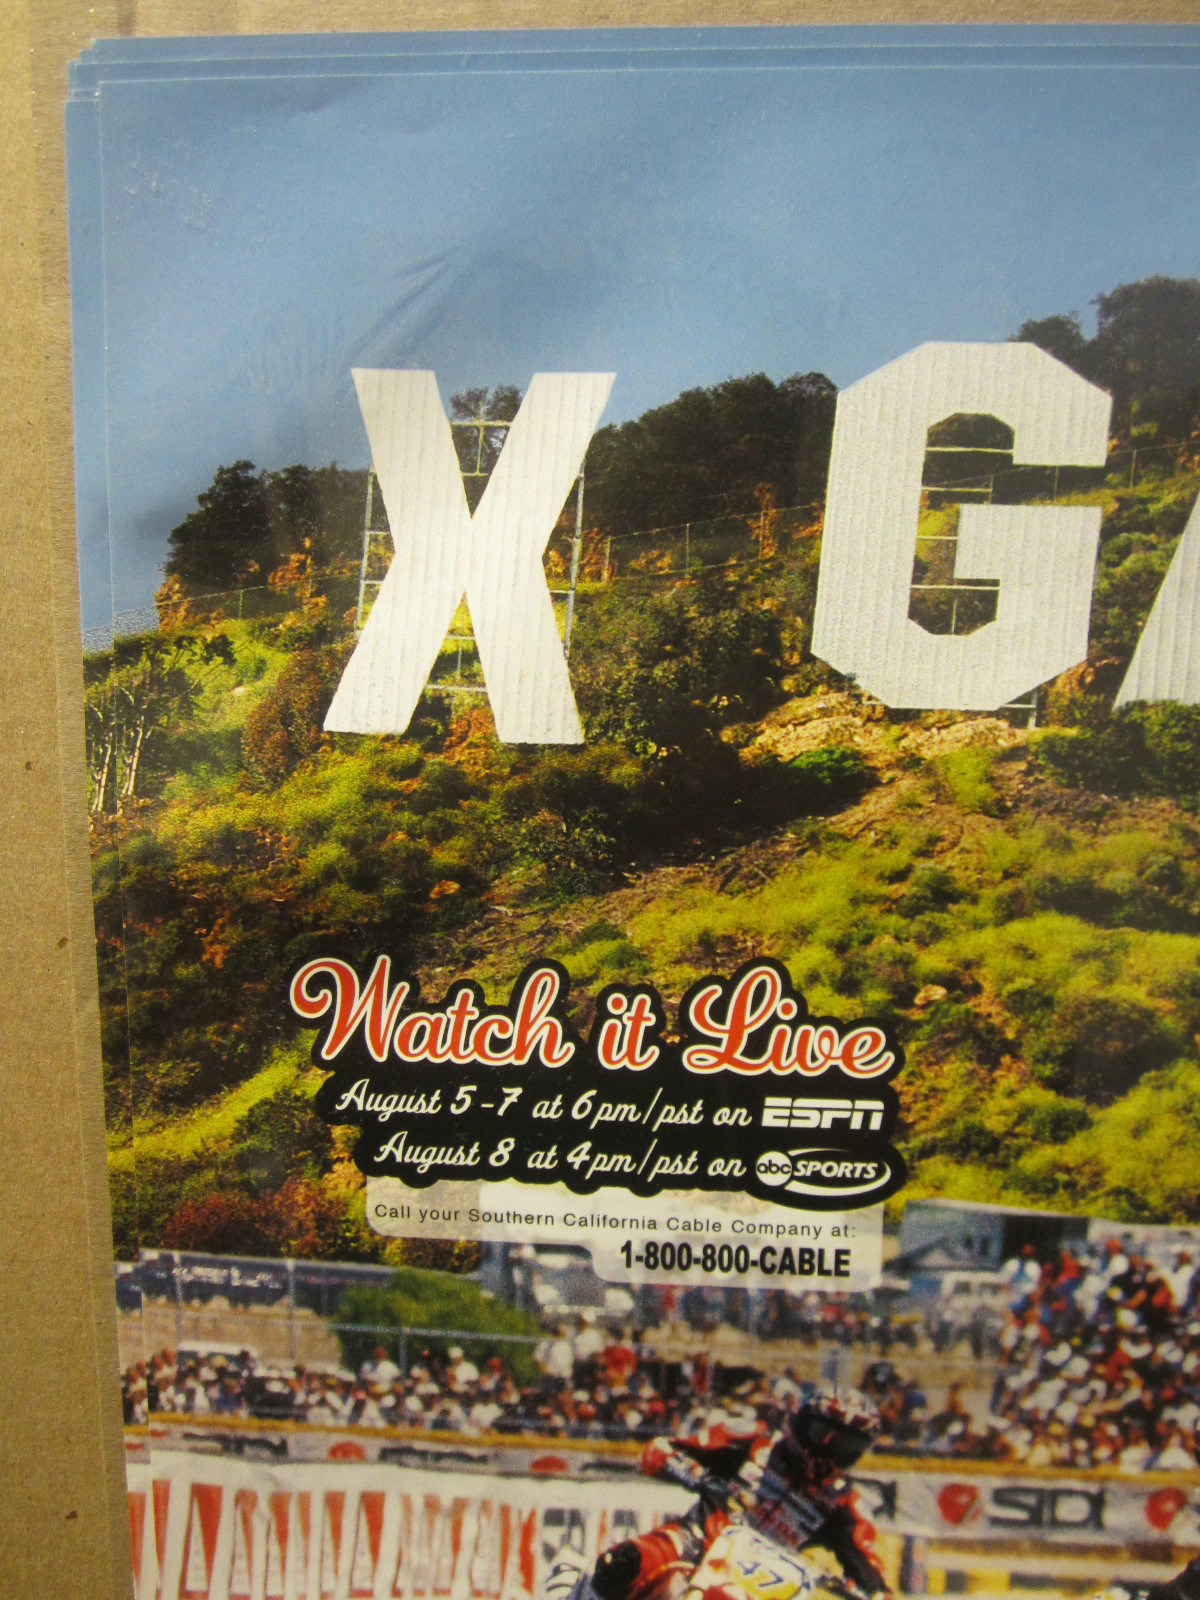 X GA
Watch it Live
August 5-7 at 6pm/pst on ESPN
August 8 at 4pm/pst on abc SPORTS
Call your Southern California Cable Company at:
1-800-800-CABLE
SIDI
47